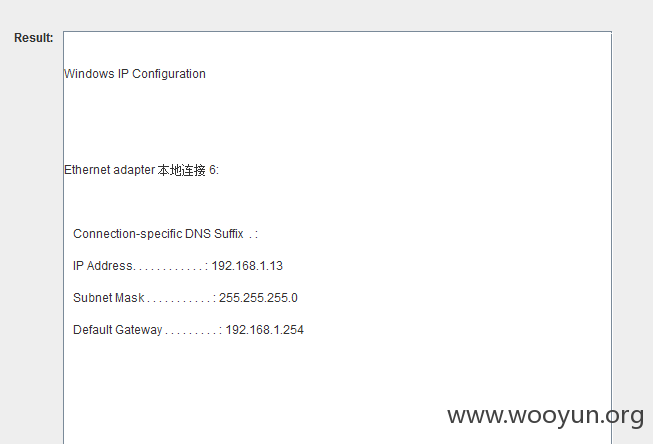 Result:
Windows IP Configuration
Ethernet adapter 本地连接 6:
Connection-specific DNS Suffix . :
IP Address. . . . . . . . . . . . : 192.168.1.13
Subnet Mask . . . . . . . . . . . : 255.255.255.0
Default Gateway . . . . . . . . . : 192.168.1.254
www.wooyun.org